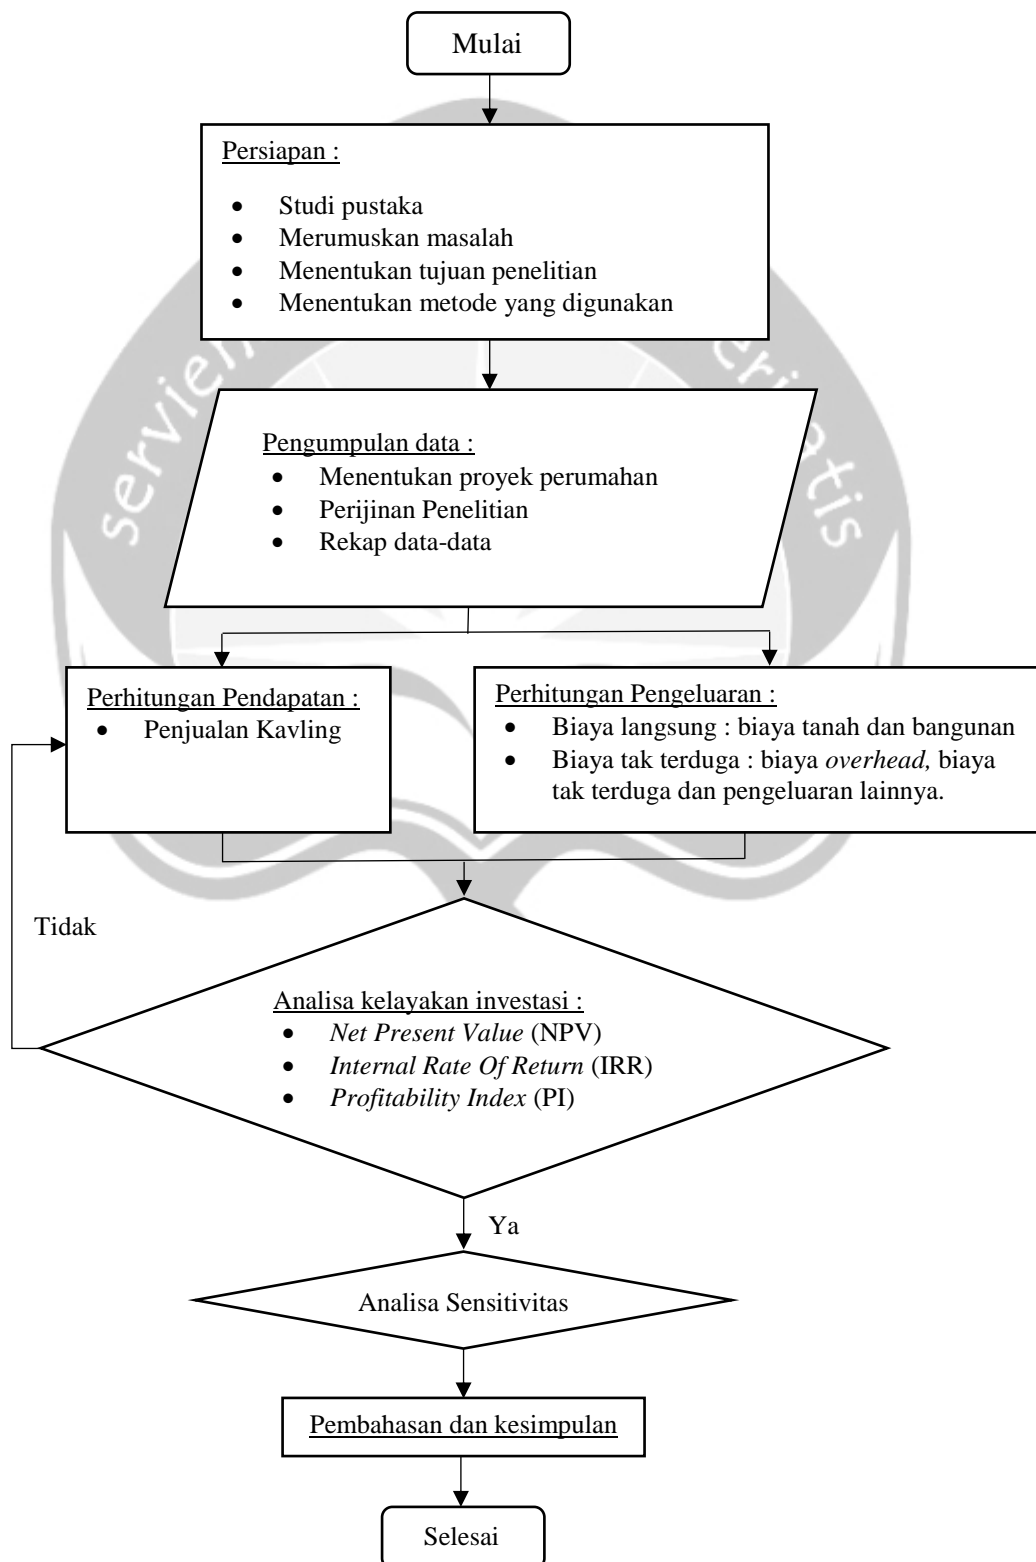 Mulai
Persiapan :
• Studi pustaka
• Merumuskan masalah
• Menentukan tujuan penelitian
• Menentukan metode yang digunakan
Pengumpulan data :
• Menentukan proyek perumahan
• Perijinan Penelitian
• Rekap data-data
Perhitungan Pendapatan :
• Penjualan Kavling
Perhitungan Pengeluaran :
• Biaya langsung : biaya tanah dan bangunan
• Biaya tak terduga : biaya overhead, biaya
tak terduga dan pengeluaran lainnya.
Tidak
Analisa kelayakan investasi :
• Net Present Value (NPV)
• Internal Rate Of Return (IRR)
• Profitability Index (PI)
Ya
Analisa Sensitivitas
Pembahasan dan kesimpulan
Selesai